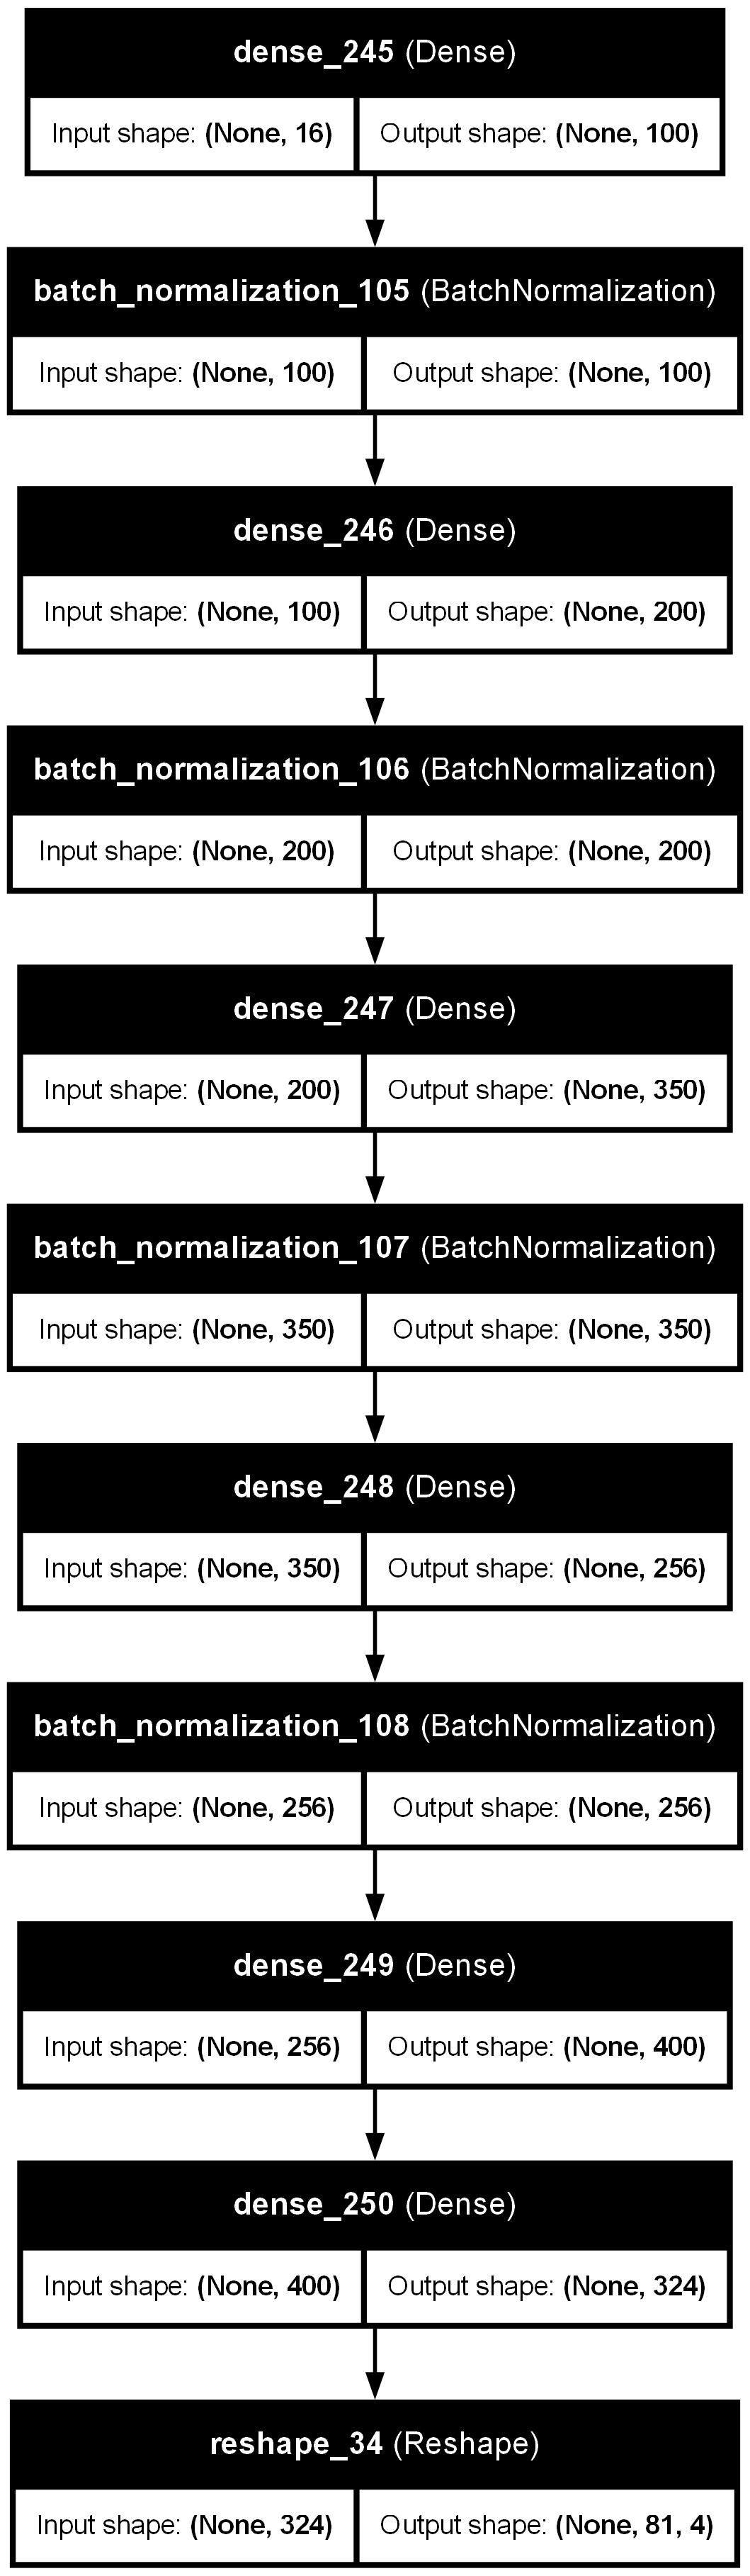 dense_245 (Dense)
Input shape: (None, 16) Output shape: (None, 100)
batch_normalization_105 (BatchNormalization)
Input shape: (None, 100) Output shape: (None, 100)
dense_246 (Dense)
Input shape: (None, 100) Output shape: (None, 200)
batch_normalization_106 (BatchNormalization)
Input shape: (None, 200) Output shape: (None, 200)
dense_247 (Dense)
Input shape: (None, 200) Output shape: (None, 350)
batch_normalization_107 (BatchNormalization)
Input shape: (None, 350) Output shape: (None, 350)
dense_248 (Dense)
Input shape: (None, 350) Output shape: (None, 256)
batch_normalization_108 (BatchNormalization)
Input shape: (None, 256) Output shape: (None, 256)
dense_249 (Dense)
Input shape: (None, 256) Output shape: (None, 400)
dense_250 (Dense)
Input shape: (None, 400) Output shape: (None, 324)
reshape_34 (Reshape)
Input shape: (None, 324) Output shape: (None, 81, 4)